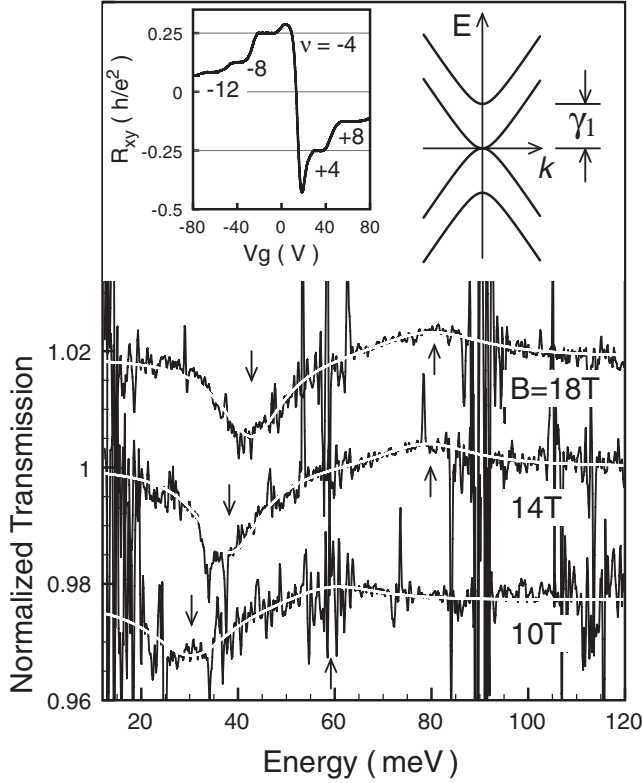 0.25
0
-0.25
-0.5
R_xy ( h/e² )
ν = -4
-8
-12
+8
+4
-80 -40 0 40 80
Vg ( V )
E
γ₁
k
Normalized Transmission
1.02
1
0.98
0.96
B=18T
14T
10T
20 40 60 80 100 120
Energy ( meV )